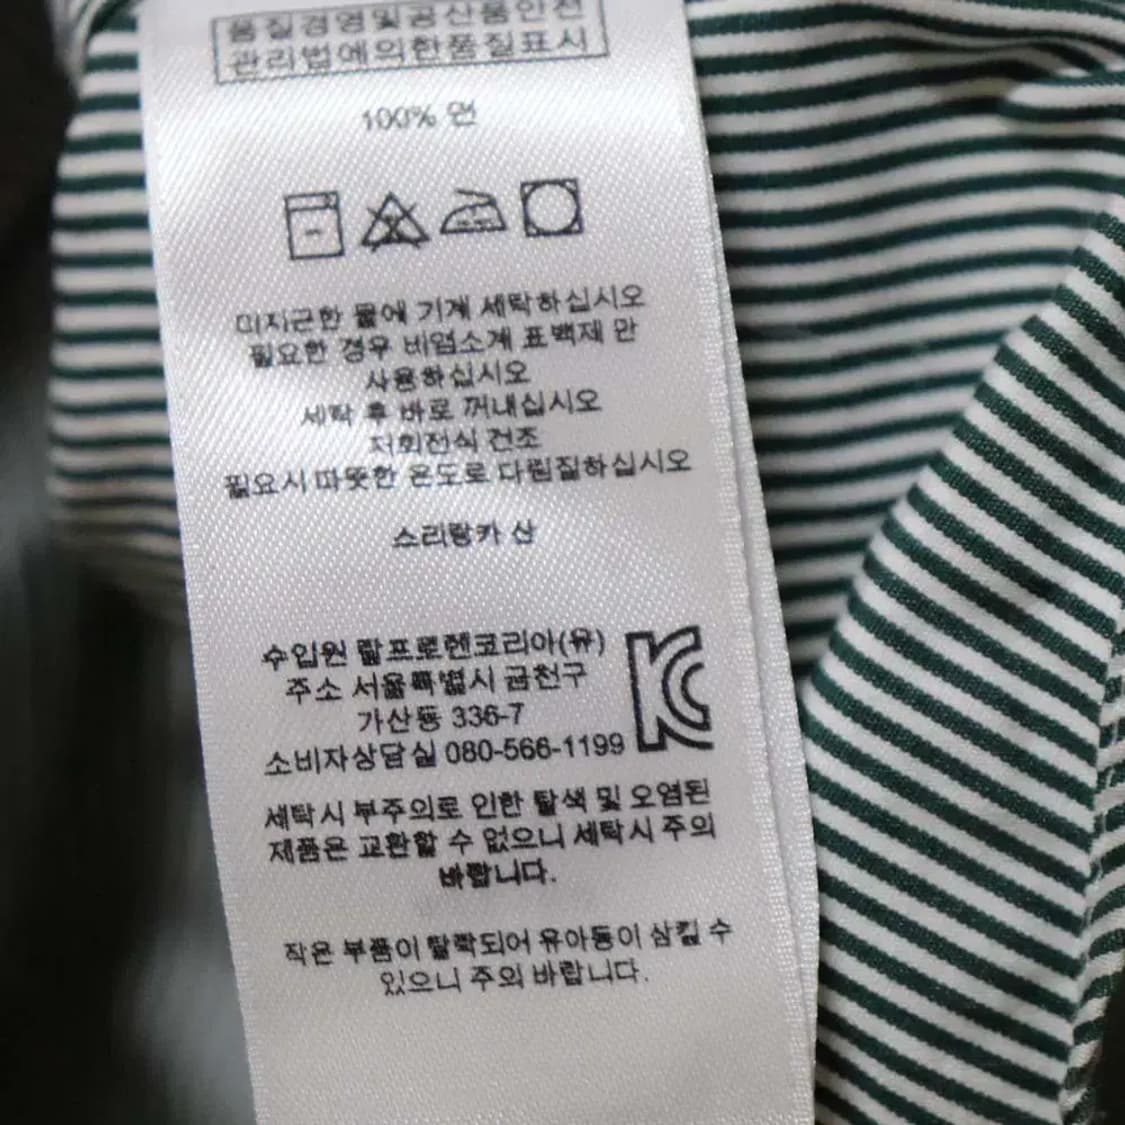 품질경영및공산품안전
관리법에의한품질표시
100% 면
미지근한 물에 기계 세탁하십시오
필요한 경우 비염소계 표백제 만
사용하십시오
세탁 후 바로 꺼내십시오
저회전식 건조
필요시 따뜻한 온도로 다림질하십시오
스리랑카 산
수입원 랄프로렌코리아(유)
주소 서울특별시 금천구
가산동 336-7
소비자상담실 080-566-1199
세탁시 부주의로 인한 탈색 및 오염된
제품은 교환할 수 없으니 세탁시 주의
바랍니다.
작은 부품이 탈락되어 유아동이 삼킬 수
있으니 주의 바랍니다.